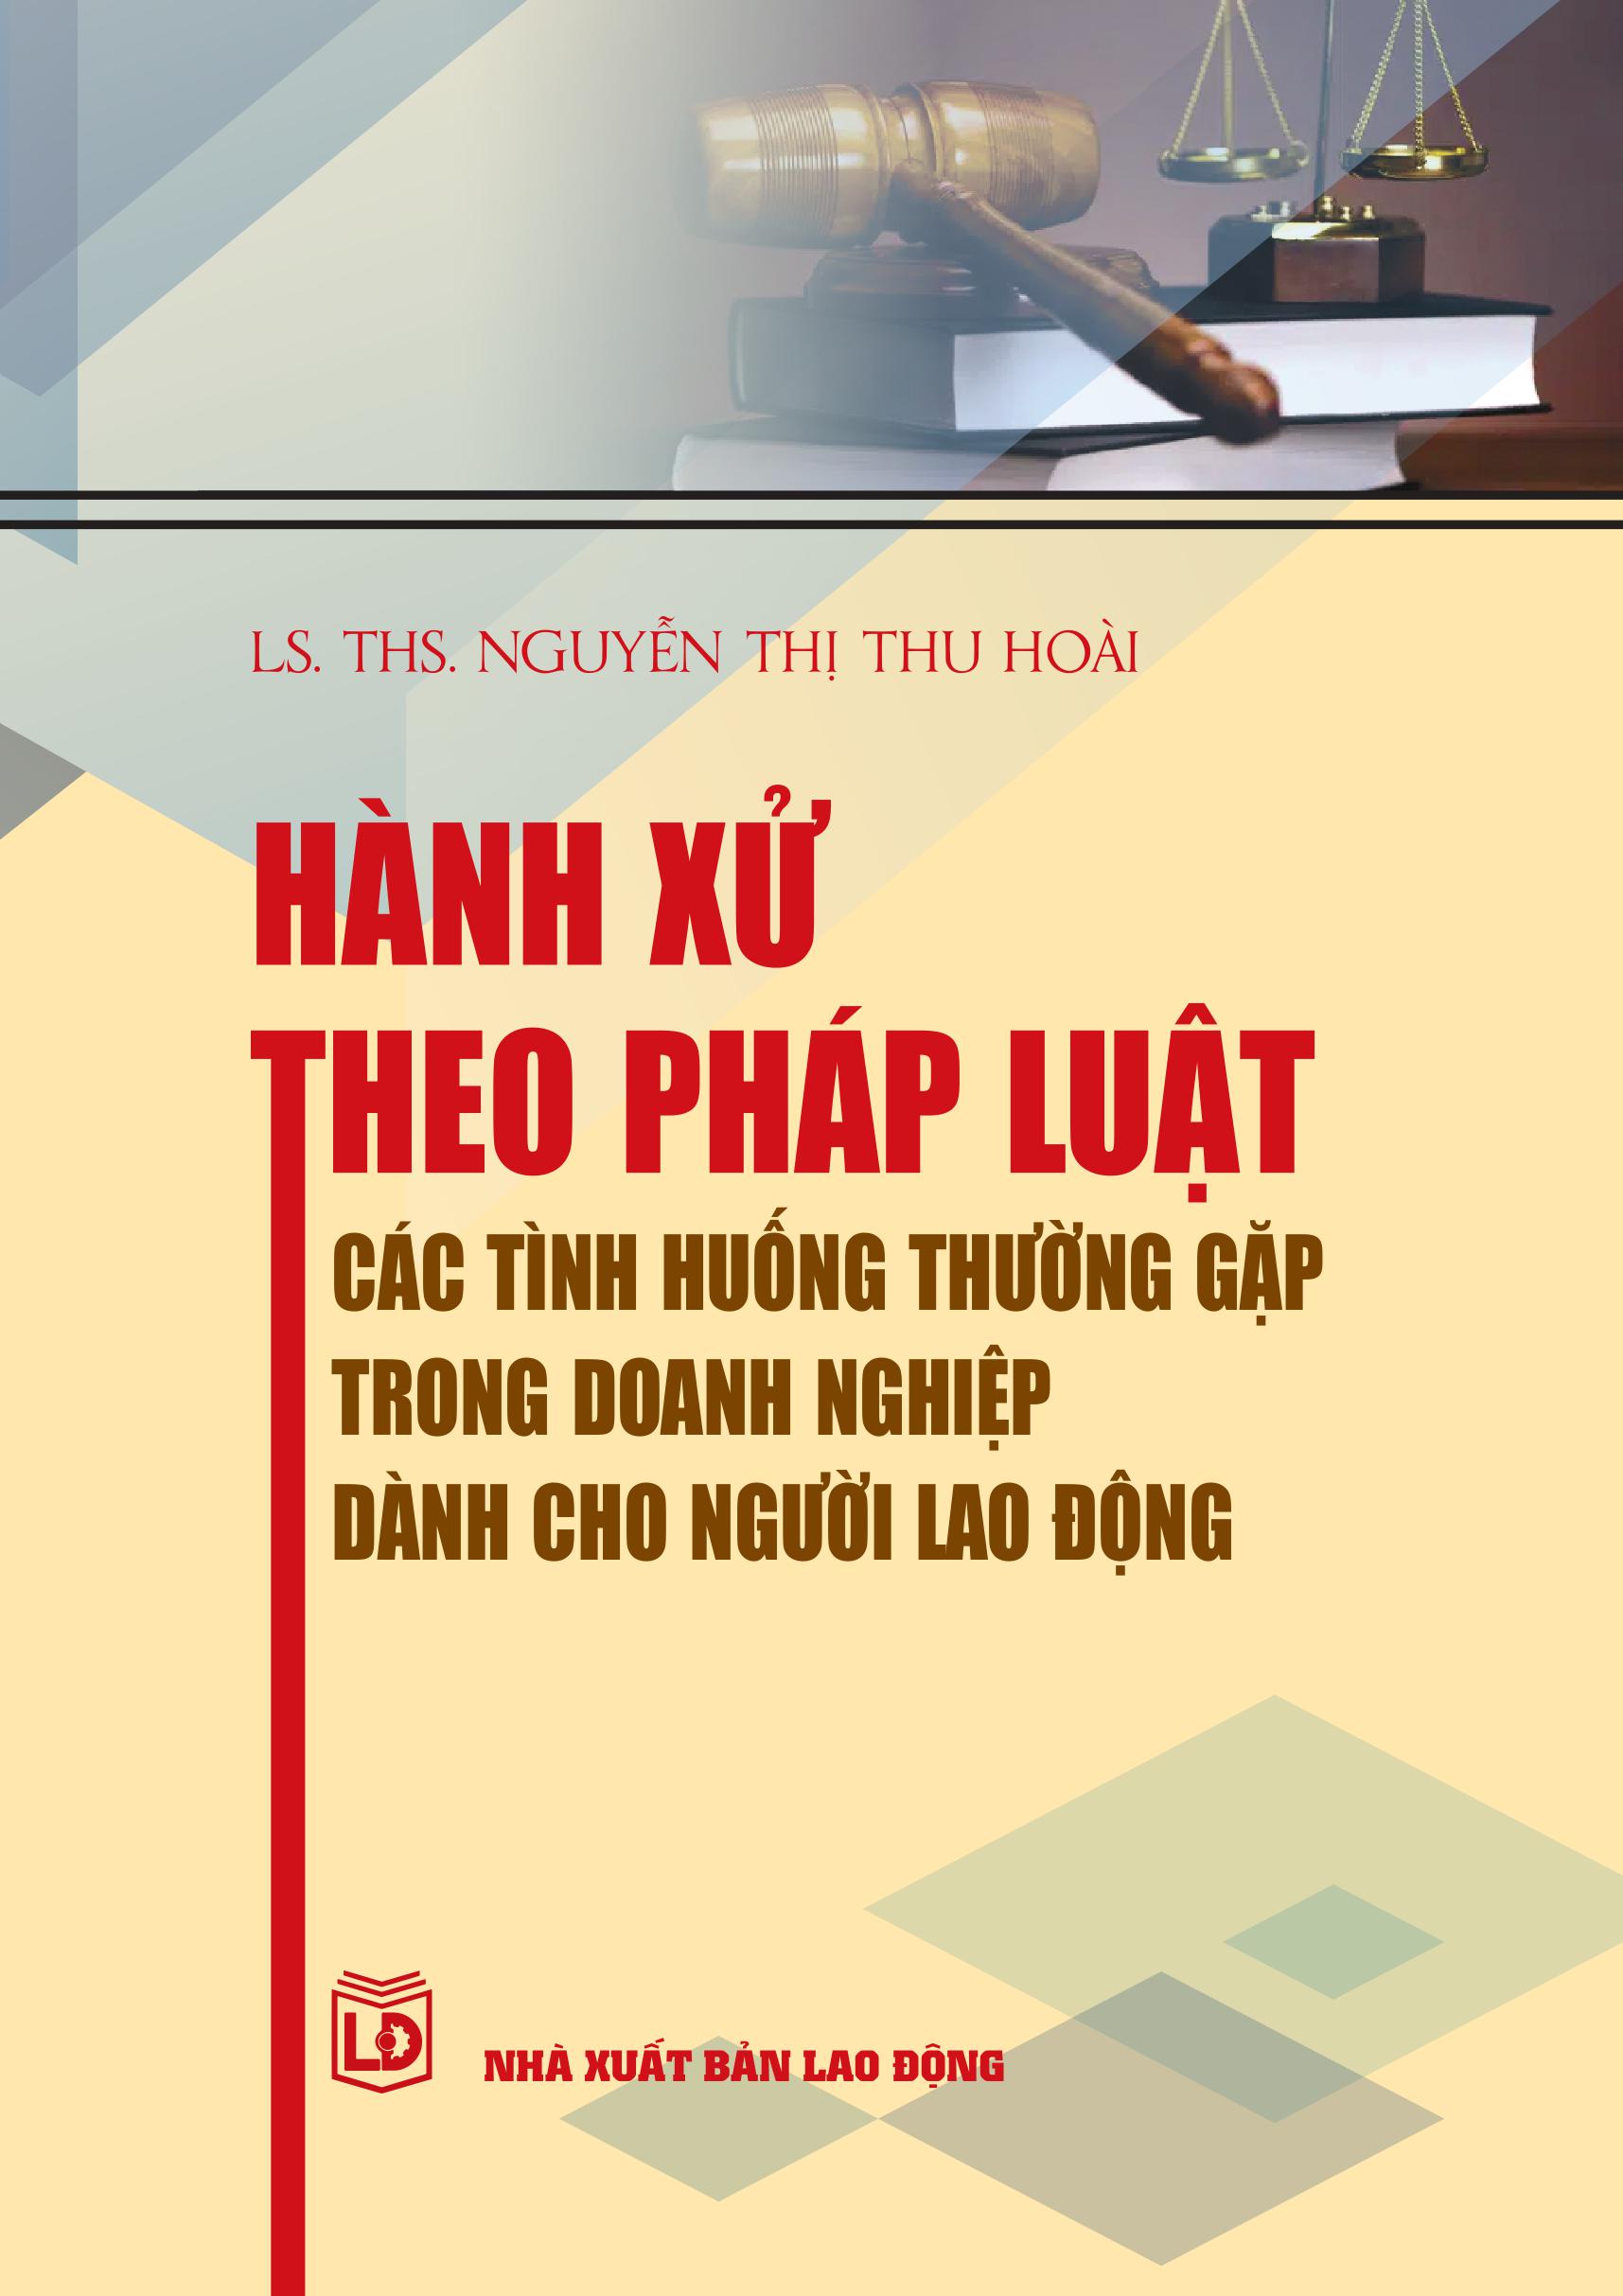 LS. THS. NGUYỄN THỊ THU HOÀI
HÀNH XỬ
THEO PHÁP LUẬT
CÁC TÌNH HUỐNG THƯỜNG GẶP
TRONG DOANH NGHIỆP
DÀNH CHO NGƯỜI LAO ĐỘNG
LĐ
NHÀ XUẤT BẢN LAO ĐỘNG